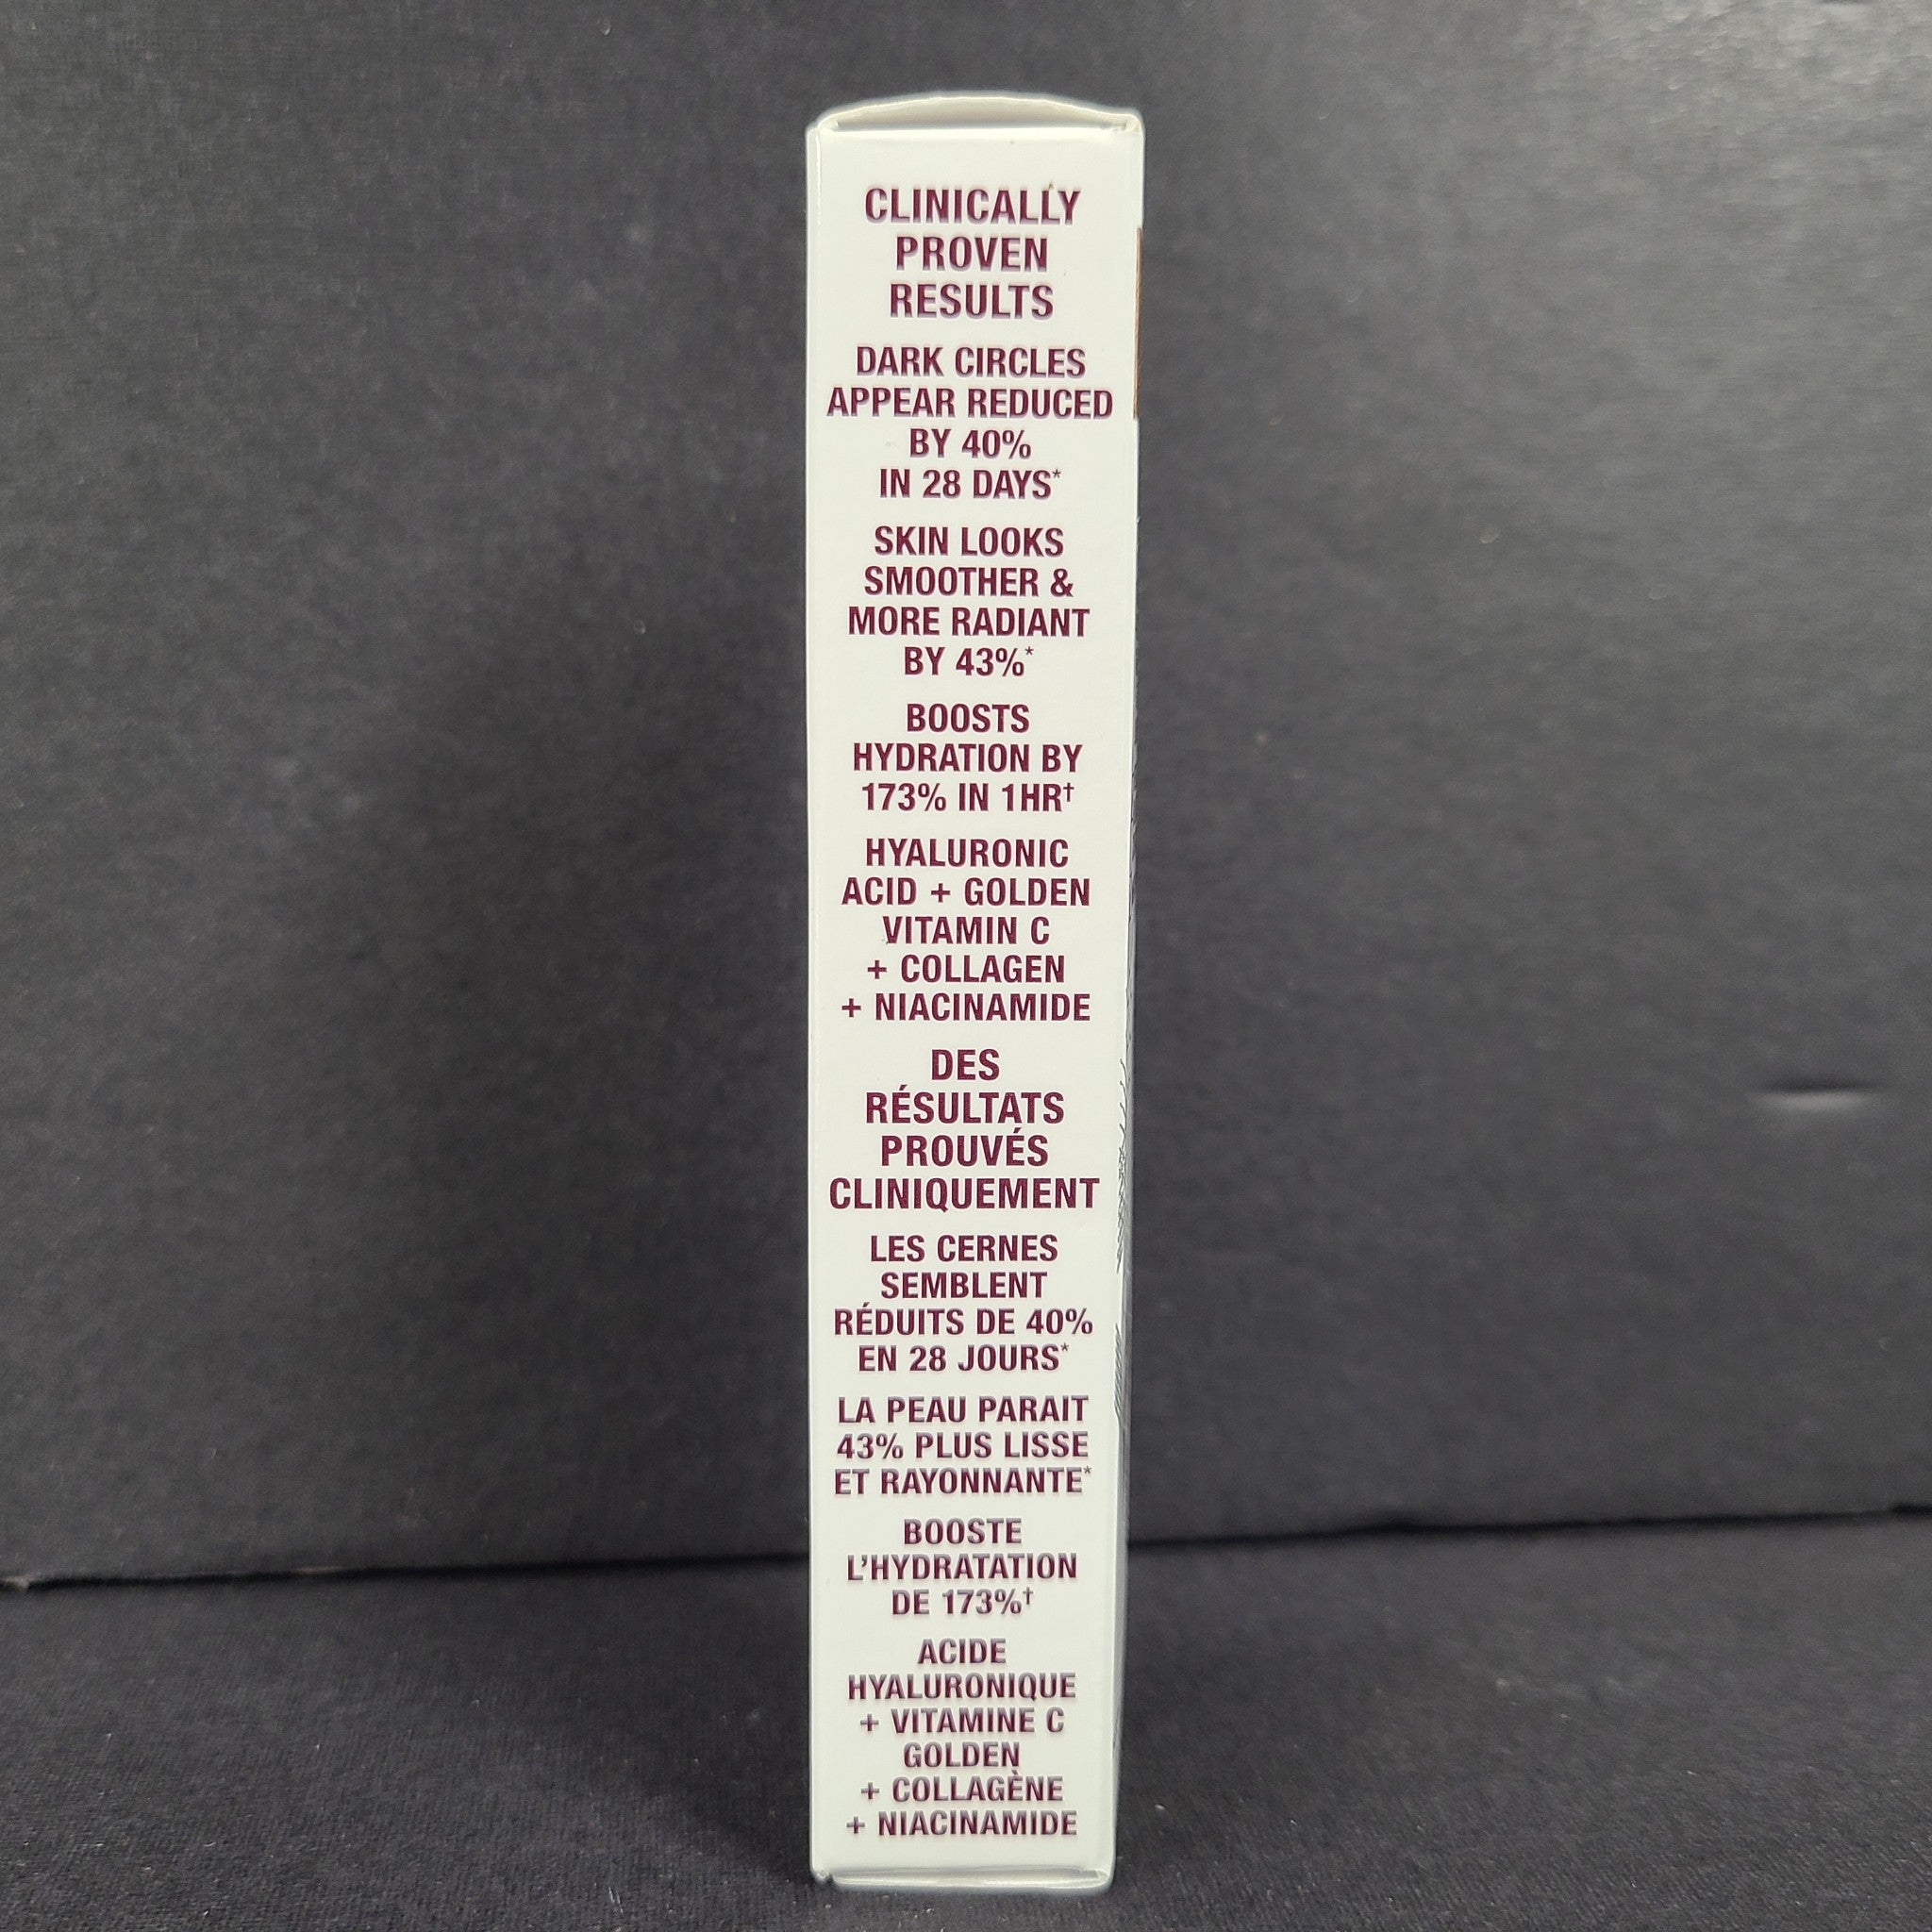 CLINICALLY
PROVEN
RESULTS
DARK CIRCLES
APPEAR REDUCED
BY 40%
IN 28 DAYS*
SKIN LOOKS
SMOOTHER &
MORE RADIANT
BY 43%*
BOOSTS
HYDRATION BY
173% IN 1HR†
HYALURONIC
ACID + GOLDEN
VITAMIN C
+ COLLAGEN
+ NIACINAMIDE
DES
RÉSULTATS
PROUVÉS
CLINIQUEMENT
LES CERNES
SEMBLENT
RÉDUITS DE 40%
EN 28 JOURS*
LA PEAU PARAIT
43% PLUS LISSE
ET RAYONNANTE*
BOOSTE
L'HYDRATATION
DE 173%†
ACIDE
HYALURONIQUE
+ VITAMINE C
GOLDEN
+ COLLAGÈNE
+ NIACINAMIDE